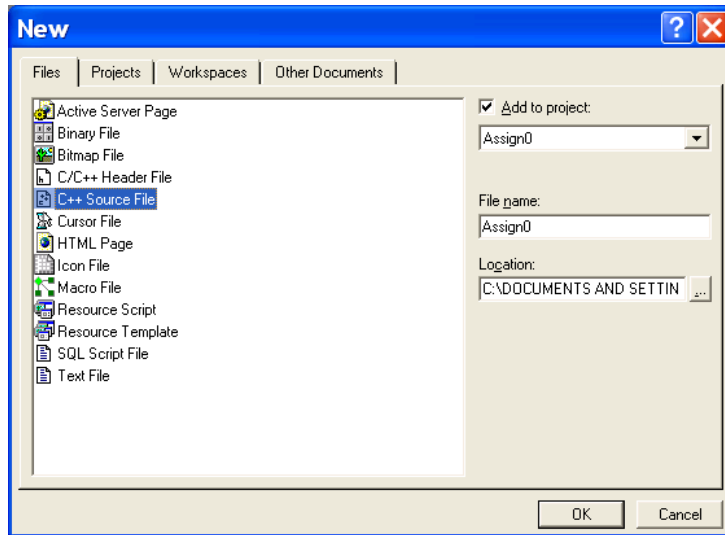 New
Files Projects Workspaces Other Documents
Active Server Page
Binary File
Bitmap File
C/C++ Header File
C++ Source File
Cursor File
HTML Page
Icon File
Macro File
Resource Script
Resource Template
SQL Script File
Text File
Add to project:
Assign0
File name:
Assign0
Location:
C:\DOCUMENTS AND SETTIN
...
OK Cancel